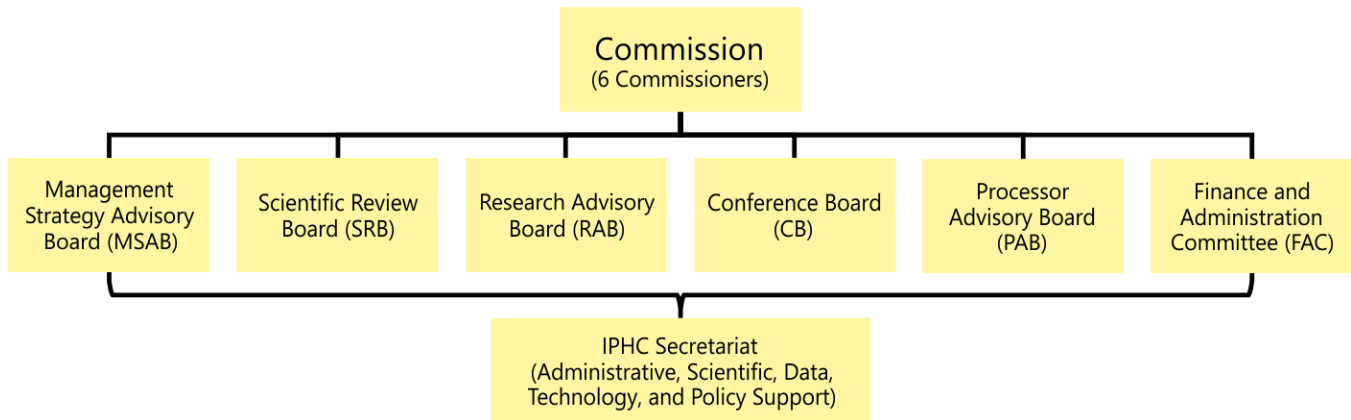 Commission
(6 Commissioners)
Management
Strategy Advisory
Board (MSAB)
Scientific Review
Board (SRB)
Research Advisory
Board (RAB)
Conference Board
(CB)
Processor
Advisory Board
(PAB)
Finance and
Administration
Committee (FAC)
IPHC Secretariat
(Administrative, Scientific, Data,
Technology, and Policy Support)